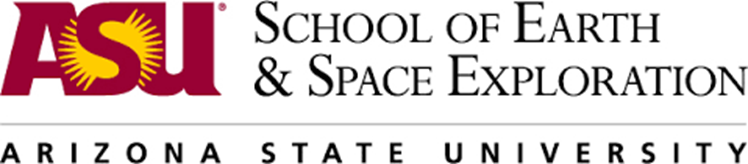 ASU® SCHOOL OF EARTH
& SPACE EXPLORATION
ARIZONA STATE UNIVERSITY